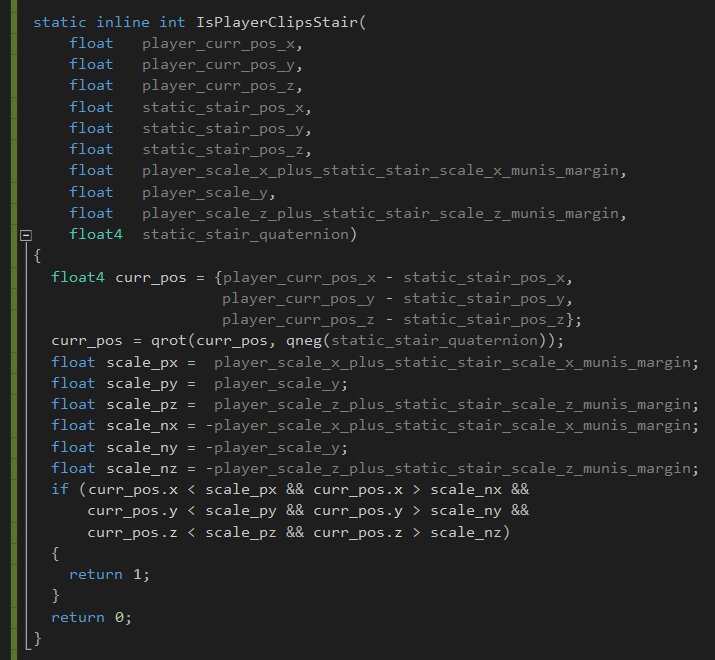 static inline int IsPlayerClipsStair(
    float   player_curr_pos_x,
    float   player_curr_pos_y,
    float   player_curr_pos_z,
    float   static_stair_pos_x,
    float   static_stair_pos_y,
    float   static_stair_pos_z,
    float   player_scale_x_plus_static_stair_scale_x_munis_margin,
    float   player_scale_y,
    float   player_scale_z_plus_static_stair_scale_z_munis_margin,
    float4  static_stair_quaternion)
{
  float4 curr_pos = {player_curr_pos_x - static_stair_pos_x,
                     player_curr_pos_y - static_stair_pos_y,
                     player_curr_pos_z - static_stair_pos_z};
  curr_pos = qrot(curr_pos, qneg(static_stair_quaternion));
  float scale_px =  player_scale_x_plus_static_stair_scale_x_munis_margin;
  float scale_py =  player_scale_y;
  float scale_pz =  player_scale_z_plus_static_stair_scale_z_munis_margin;
  float scale_nx = -player_scale_x_plus_static_stair_scale_x_munis_margin;
  float scale_ny = -player_scale_y;
  float scale_nz = -player_scale_z_plus_static_stair_scale_z_munis_margin;
  if (curr_pos.x < scale_px && curr_pos.x > scale_nx &&
      curr_pos.y < scale_py && curr_pos.y > scale_ny &&
      curr_pos.z < scale_pz && curr_pos.z > scale_nz)
  {
    return 1;
  }
  return 0;
}